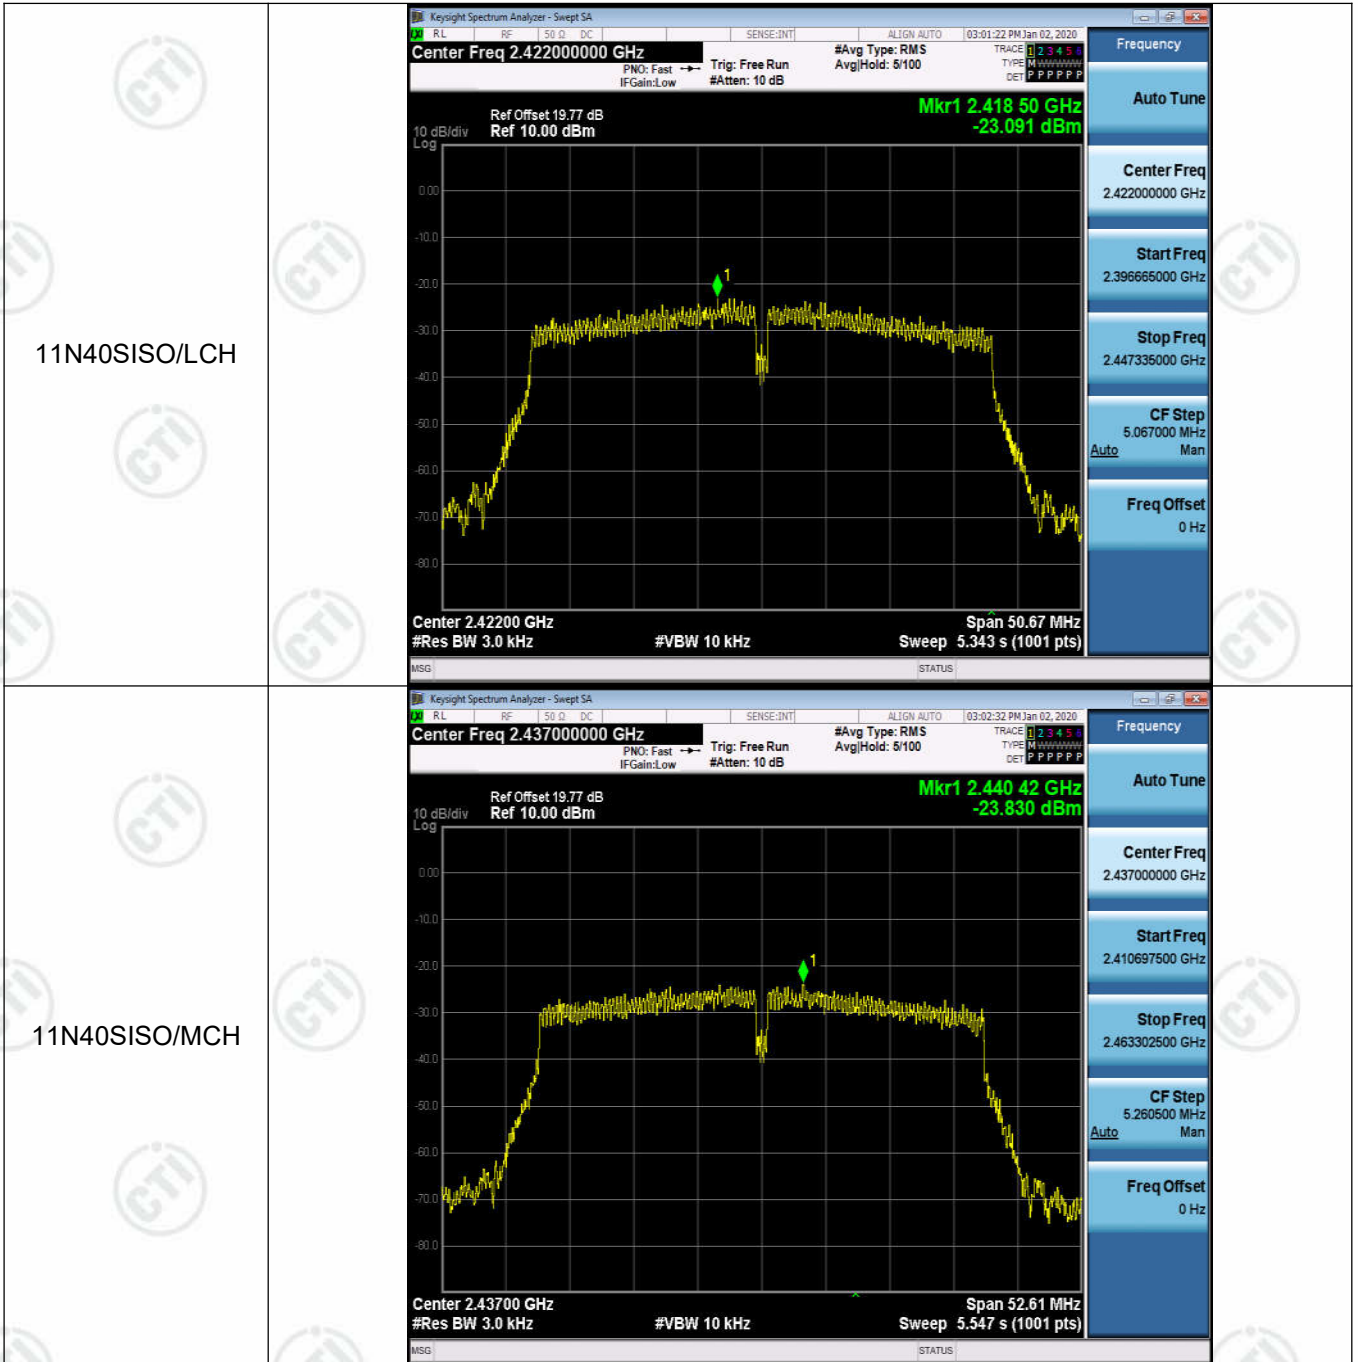 11N40SISO/LCH
Keysight Spectrum Analyzer - Swept SA
RL RF 50 Ω DC SENSE:INT ALIGN AUTO 03:01:22 PM Jan 02, 2020
Center Freq 2.422000000 GHz
PNO: Fast
IFGain:Low
Trig: Free Run
#Atten: 10 dB
#Avg Type: RMS
Avg|Hold: 5/100
TRACE 1 2 3 4 5 6
TYPE M W W W W W
DET P P P P P P
Mkr1 2.418 50 GHz
-23.091 dBm
Ref Offset 19.77 dB
10 dB/div Ref 10.00 dBm
Log
0.00
-10.0
-20.0
-30.0
-40.0
-50.0
-60.0
-70.0
-80.0
1
Center 2.42200 GHz Span 50.67 MHz
#Res BW 3.0 kHz #VBW 10 kHz Sweep 5.343 s (1001 pts)
MSG STATUS
Frequency
Auto Tune
Center Freq
2.422000000 GHz
Start Freq
2.396665000 GHz
Stop Freq
2.447335000 GHz
CF Step
5.067000 MHz
Auto Man
Freq Offset
0 Hz
11N40SISO/MCH
Keysight Spectrum Analyzer - Swept SA
RL RF 50 Ω DC SENSE:INT ALIGN AUTO 03:02:32 PM Jan 02, 2020
Center Freq 2.437000000 GHz
PNO: Fast
IFGain:Low
Trig: Free Run
#Atten: 10 dB
#Avg Type: RMS
Avg|Hold: 5/100
TRACE 1 2 3 4 5 6
TYPE M W W W W W
DET P P P P P P
Mkr1 2.440 42 GHz
-23.830 dBm
Ref Offset 19.77 dB
10 dB/div Ref 10.00 dBm
Log
0.00
-10.0
-20.0
-30.0
-40.0
-50.0
-60.0
-70.0
-80.0
1
Center 2.43700 GHz Span 52.61 MHz
#Res BW 3.0 kHz #VBW 10 kHz Sweep 5.547 s (1001 pts)
MSG STATUS
Frequency
Auto Tune
Center Freq
2.437000000 GHz
Start Freq
2.410697500 GHz
Stop Freq
2.463302500 GHz
CF Step
5.260500 MHz
Auto Man
Freq Offset
0 Hz
CTI